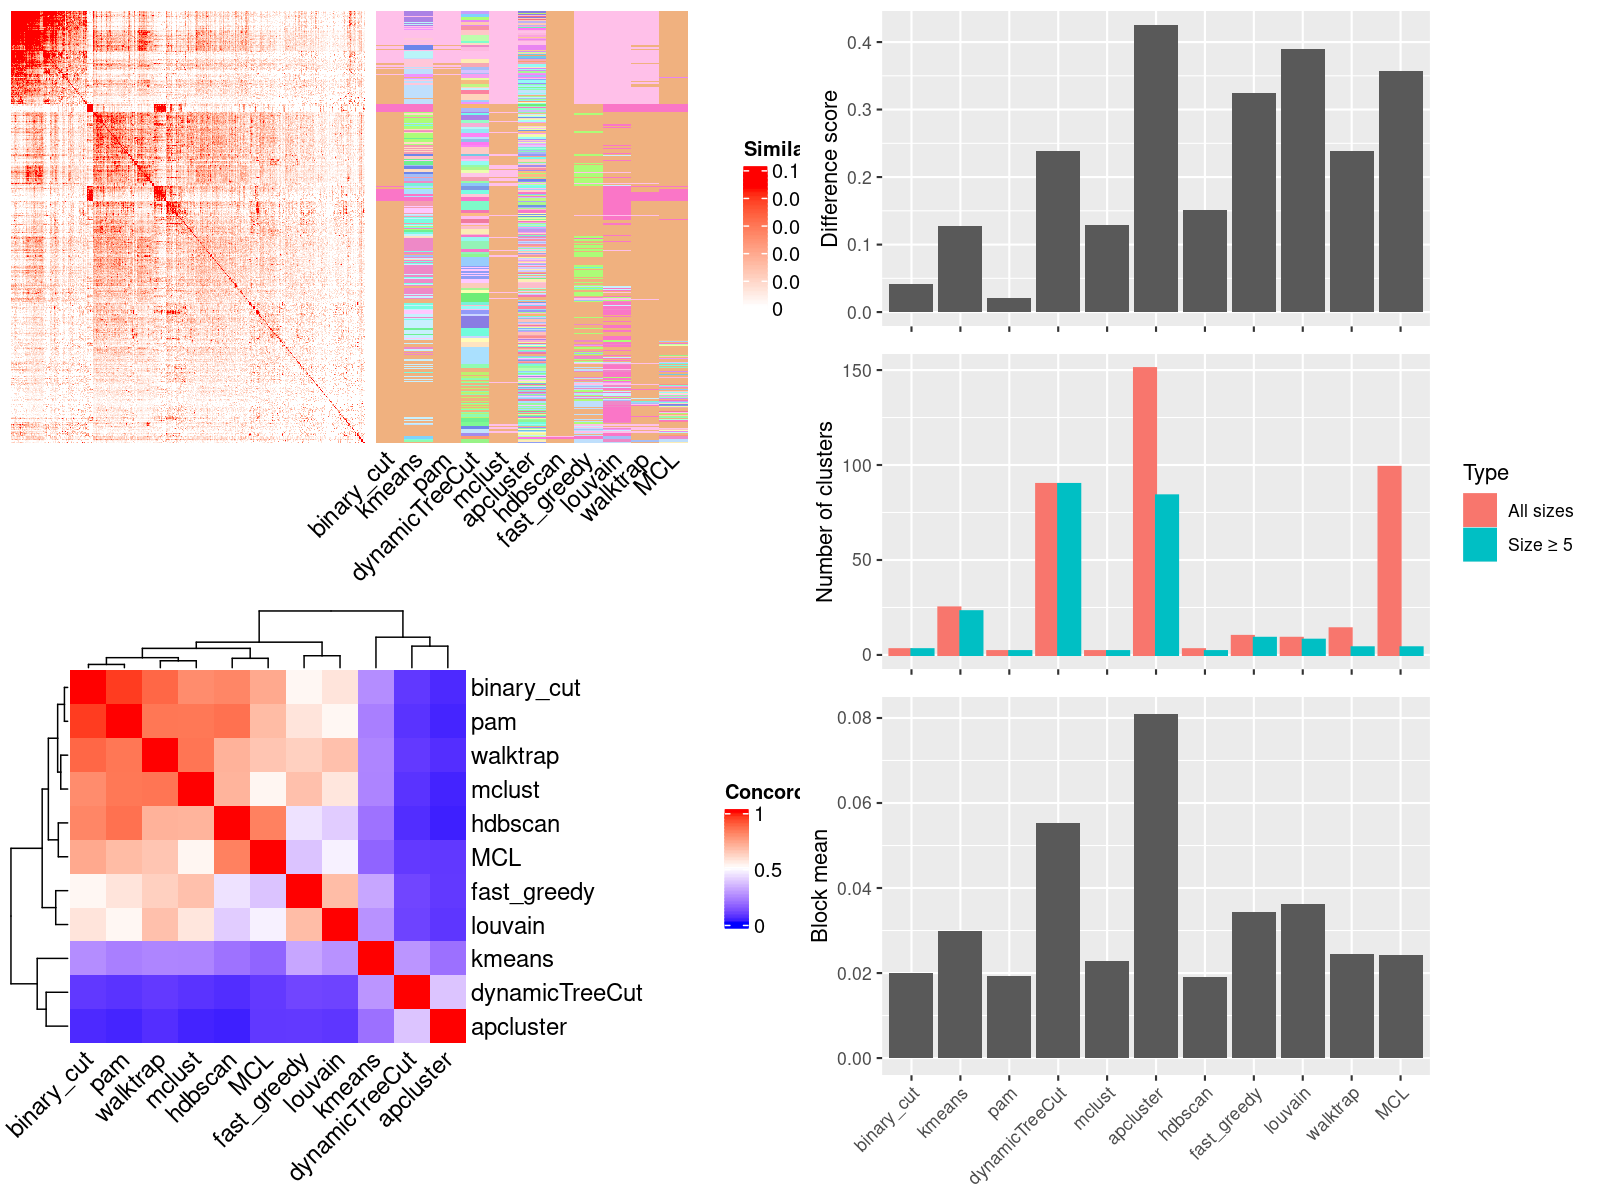 Simila
0.1
0.0
0.0
0.0
0.0
0
binary_cut
kmeans
pam
dynamicTreeCut
mclust
apcluster
hdbscan
fast_greedy
louvain
walktrap
MCL
binary_cut
pam
walktrap
mclust
hdbscan
MCL
fast_greedy
louvain
kmeans
dynamicTreeCut
apcluster
binary_cut
pam
walktrap
mclust
hdbscan
MCL
fast_greedy
louvain
kmeans
dynamicTreeCut
apcluster
Concord
1
0.5
0
Difference score
0.4
0.3
0.2
0.1
0.0
Number of clusters
150
100
50
0
Type
All sizes
Size ≥ 5
Block mean
0.08
0.06
0.04
0.02
0.00
binary_cut
kmeans
pam
dynamicTreeCut
mclust
apcluster
hdbscan
fast_greedy
louvain
walktrap
MCL